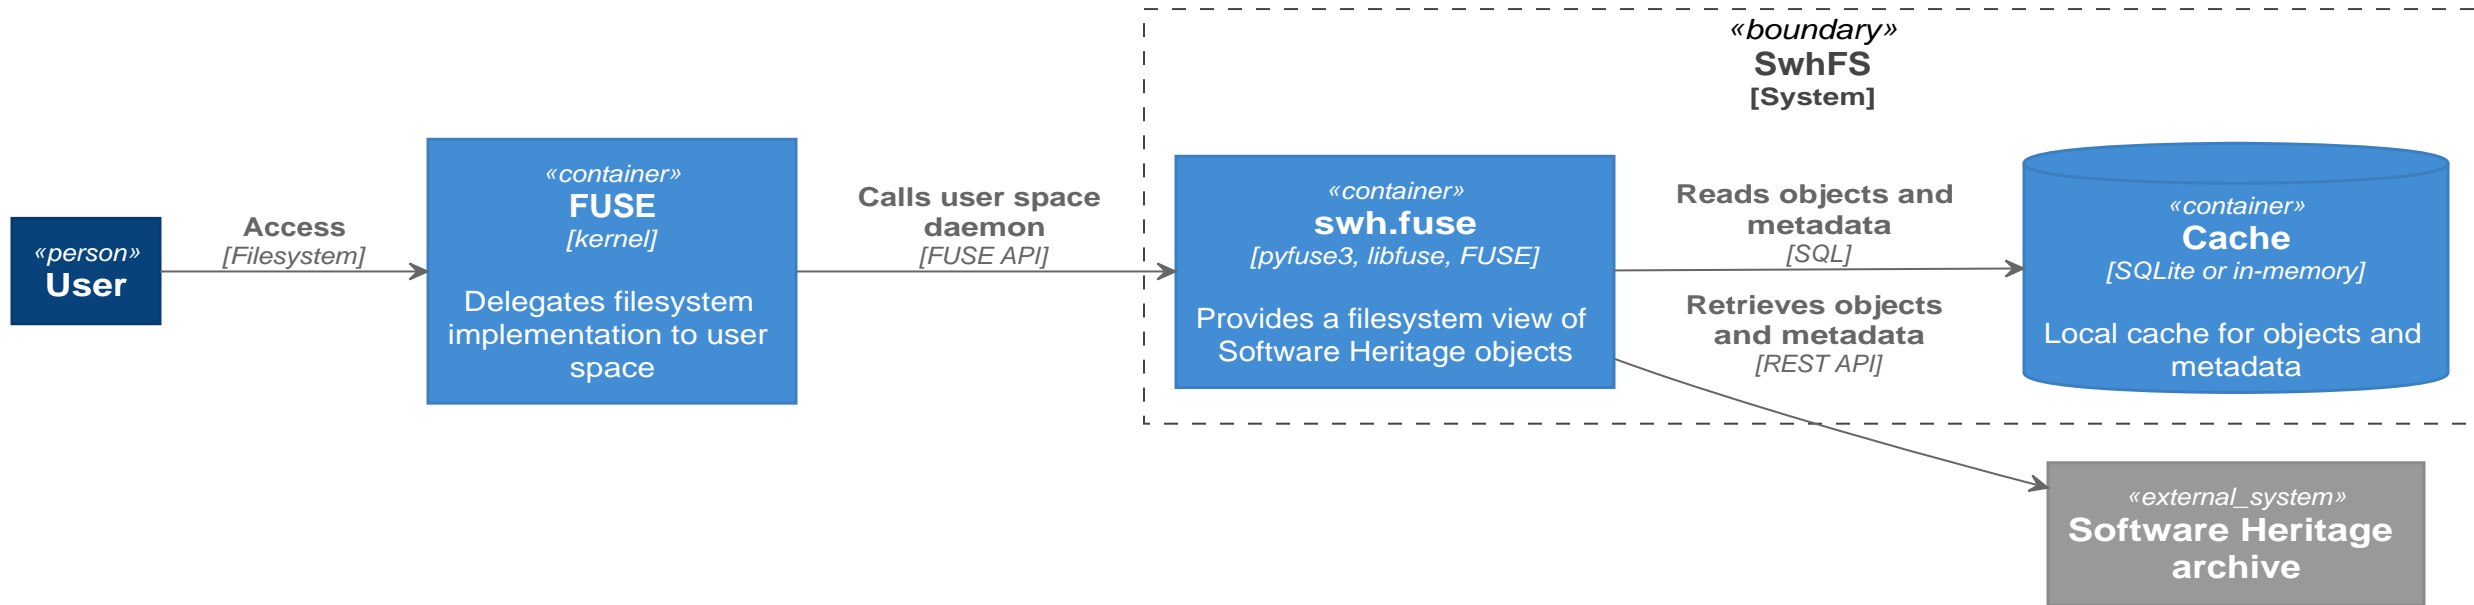 «boundary»
SwhFS
[System]
«person»
User
Access
[Filesystem]
«container»
FUSE
[kernel]
Delegates filesystem
implementation to user
space
Calls user space
daemon
[FUSE API]
«container»
swh.fuse
[pyfuse3, libfuse, FUSE]
Provides a filesystem view of
Software Heritage objects
Reads objects and
metadata
[SQL]
Retrieves objects
and metadata
[REST API]
«container»
Cache
[SQLite or in-memory]
Local cache for objects and
metadata
«external_system»
Software Heritage
archive